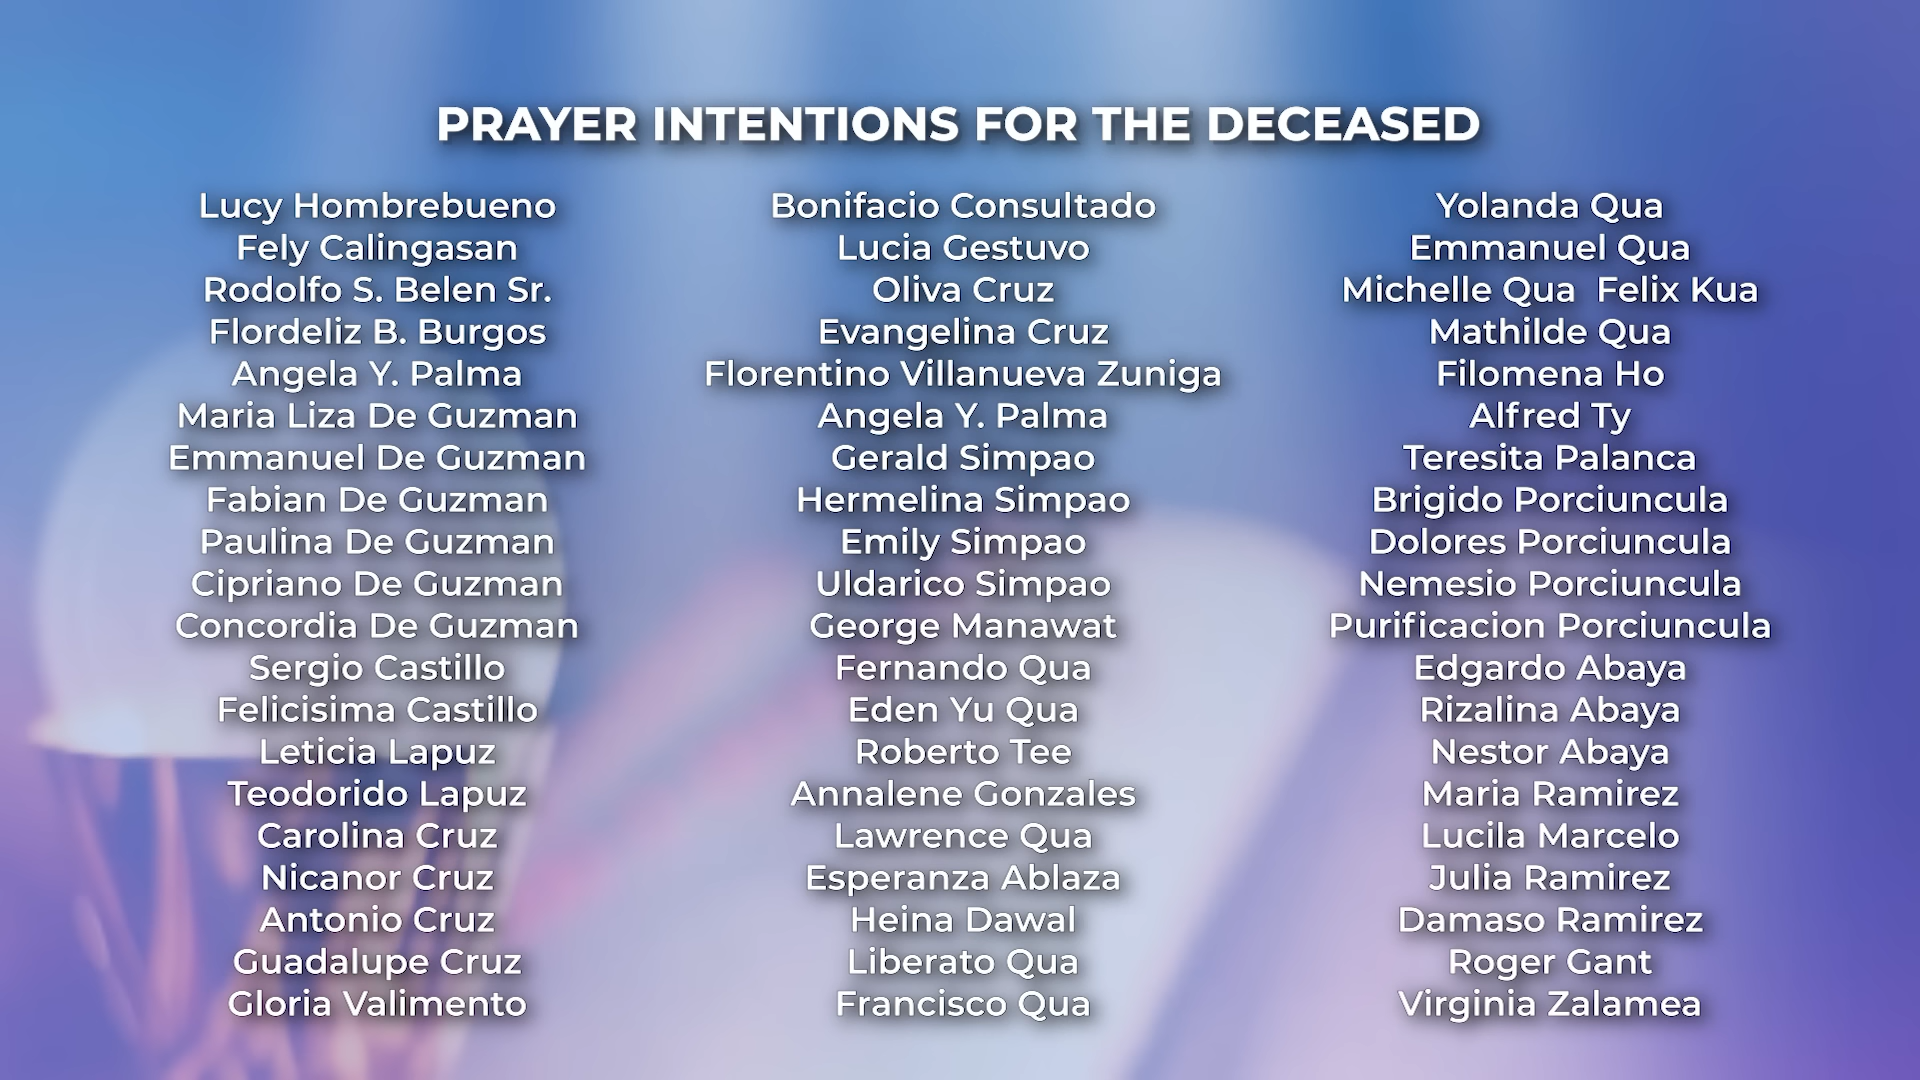 PRAYER INTENTIONS FOR THE DECEASED
Lucy Hombrebueno
Fely Calingasan
Rodolfo S. Belen Sr.
Flordeliz B. Burgos
Angela Y. Palma
Maria Liza De Guzman
Emmanuel De Guzman
Fabian De Guzman
Paulina De Guzman
Cipriano De Guzman
Concordia De Guzman
Sergio Castillo
Felicisima Castillo
Leticia Lapuz
Teodorido Lapuz
Carolina Cruz
Nicanor Cruz
Antonio Cruz
Guadalupe Cruz
Gloria Valimento
Bonifacio Consultado
Lucia Gestuvo
Oliva Cruz
Evangelina Cruz
Florentino Villanueva Zuniga
Angela Y. Palma
Gerald Simpao
Hermelina Simpao
Emily Simpao
Uldarico Simpao
George Manawat
Fernando Qua
Eden Yu Qua
Roberto Tee
Annalene Gonzales
Lawrence Qua
Esperanza Ablaza
Heina Dawal
Liberato Qua
Francisco Qua
Yolanda Qua
Emmanuel Qua
Michelle Qua  Felix Kua
Mathilde Qua
Filomena Ho
Alfred Ty
Teresita Palanca
Brigido Porciuncula
Dolores Porciuncula
Nemesio Porciuncula
Purificacion Porciuncula
Edgardo Abaya
Rizalina Abaya
Nestor Abaya
Maria Ramirez
Lucila Marcelo
Julia Ramirez
Damaso Ramirez
Roger Gant
Virginia Zalamea